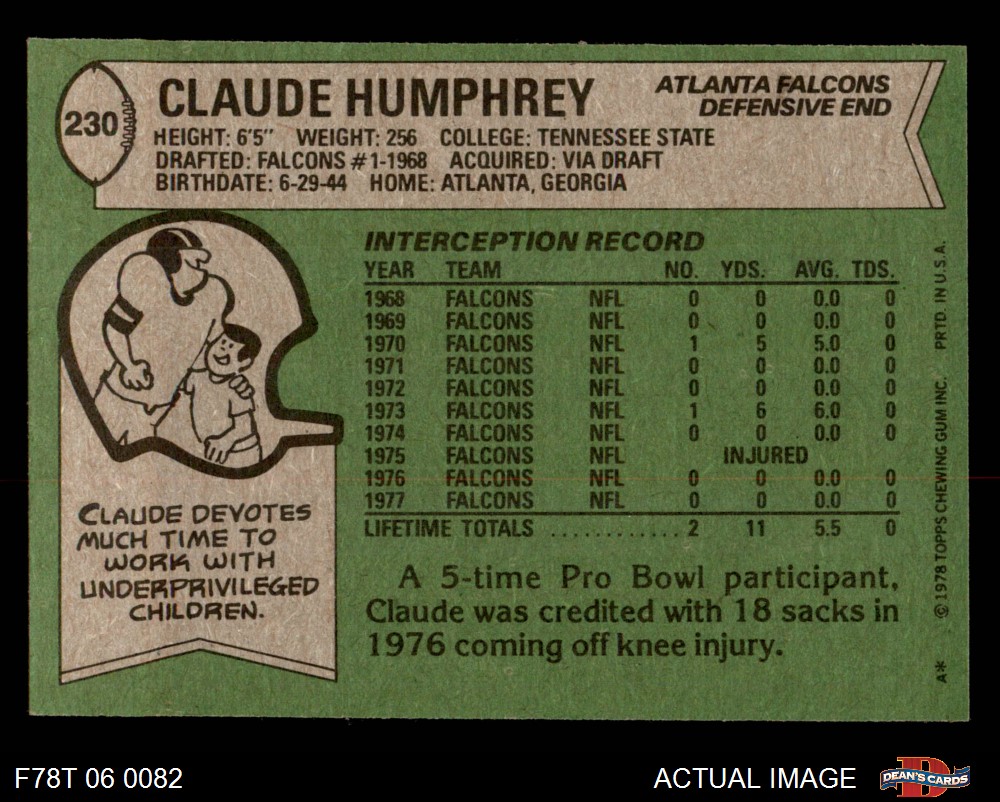 230
CLAUDE HUMPHREY
ATLANTA FALCONS
DEFENSIVE END
HEIGHT: 6'5" WEIGHT: 256 COLLEGE: TENNESSEE STATE
DRAFTED: FALCONS #1-1968 ACQUIRED: VIA DRAFT
BIRTHDATE: 6-29-44 HOME: ATLANTA, GEORGIA
INTERCEPTION RECORD
YEAR TEAM NO. YDS. AVG. TDS.
1968 FALCONS NFL 0 0 0.0 0
1969 FALCONS NFL 0 0 0.0 0
1970 FALCONS NFL 1 5 5.0 0
1971 FALCONS NFL 0 0 0.0 0
1972 FALCONS NFL 0 0 0.0 0
1973 FALCONS NFL 1 6 6.0 0
1974 FALCONS NFL 0 0 0.0 0
1975 FALCONS NFL INJURED
1976 FALCONS NFL 0 0 0.0 0
1977 FALCONS NFL 0 0 0.0 0
LIFETIME TOTALS ............ 2 11 5.5 0
CLAUDE DEVOTES
MUCH TIME TO
WORK WITH
UNDERPRIVILEGED
CHILDREN.
A 5-time Pro Bowl participant,
Claude was credited with 18 sacks in
1976 coming off knee injury.
A* © 1978 TOPPS CHEWING GUM INC. PRTD. IN U.S.A.
F78T 06 0082
ACTUAL IMAGE
DEAN'S CARDS